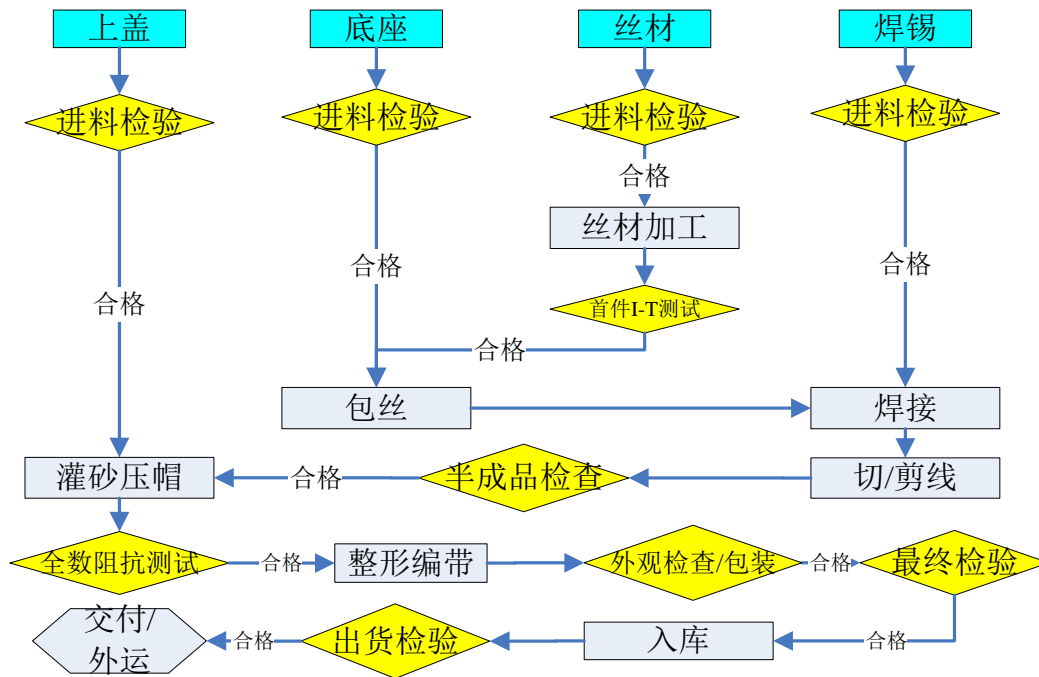 上盖
底座
丝材
焊锡
进料检验
进料检验
进料检验
进料检验
合格
丝材加工
合格
合格
合格
首件I-T测试
合格
包丝
焊接
灌砂压帽
合格
半成品检查
切/剪线
全数阻抗测试
合格
整形编带
外观检查/包装
合格
最终检验
交付/
外运
合格
出货检验
入库
合格